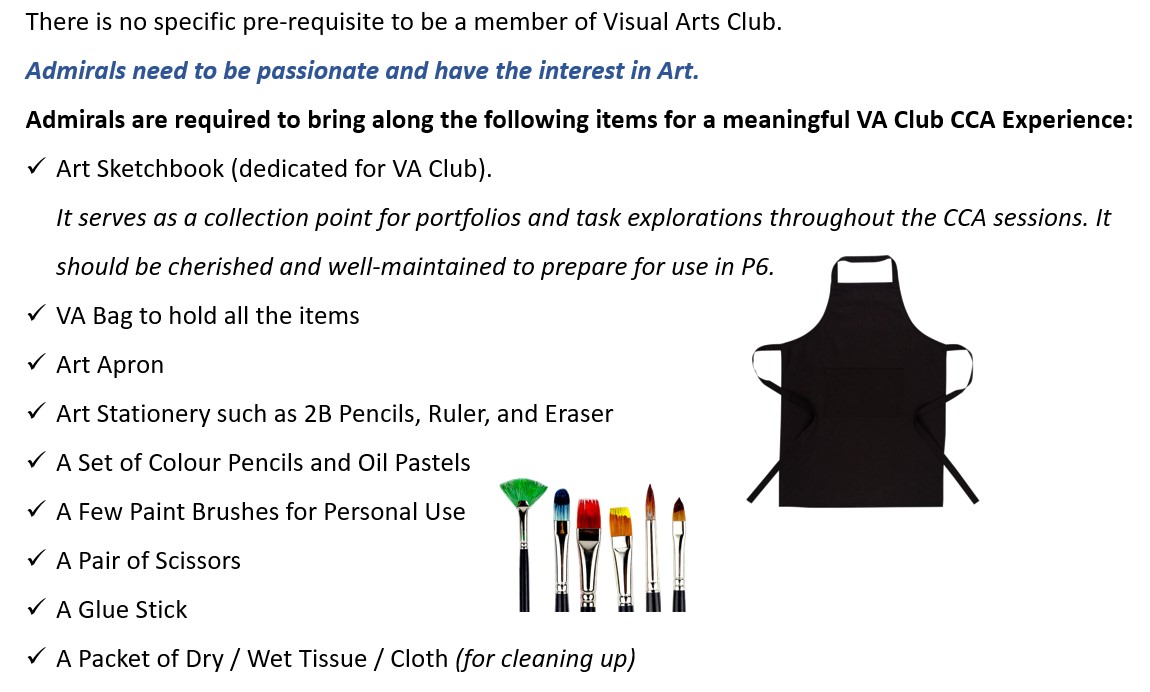 There is no specific pre-requisite to be a member of Visual Arts Club.
Admirals need to be passionate and have the interest in Art.
Admirals are required to bring along the following items for a meaningful VA Club CCA Experience:
✓ Art Sketchbook (dedicated for VA Club).
It serves as a collection point for portfolios and task explorations throughout the CCA sessions. It
should be cherished and well-maintained to prepare for use in P6.
✓ VA Bag to hold all the items
✓ Art Apron
✓ Art Stationery such as 2B Pencils, Ruler, and Eraser
✓ A Set of Colour Pencils and Oil Pastels
✓ A Few Paint Brushes for Personal Use
✓ A Pair of Scissors
✓ A Glue Stick
✓ A Packet of Dry / Wet Tissue / Cloth (for cleaning up)